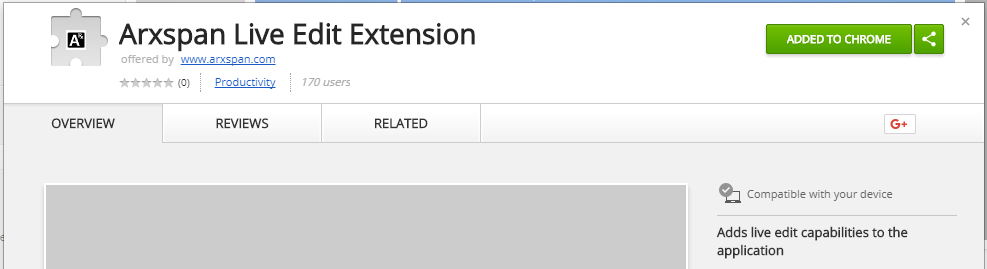 Arxspan Live Edit Extension
ADDED TO CHROME
offered by www.arxspan.com
(0) Productivity 170 users
OVERVIEW REVIEWS RELATED
G+
Compatible with your device
Adds live edit capabilities to the
application